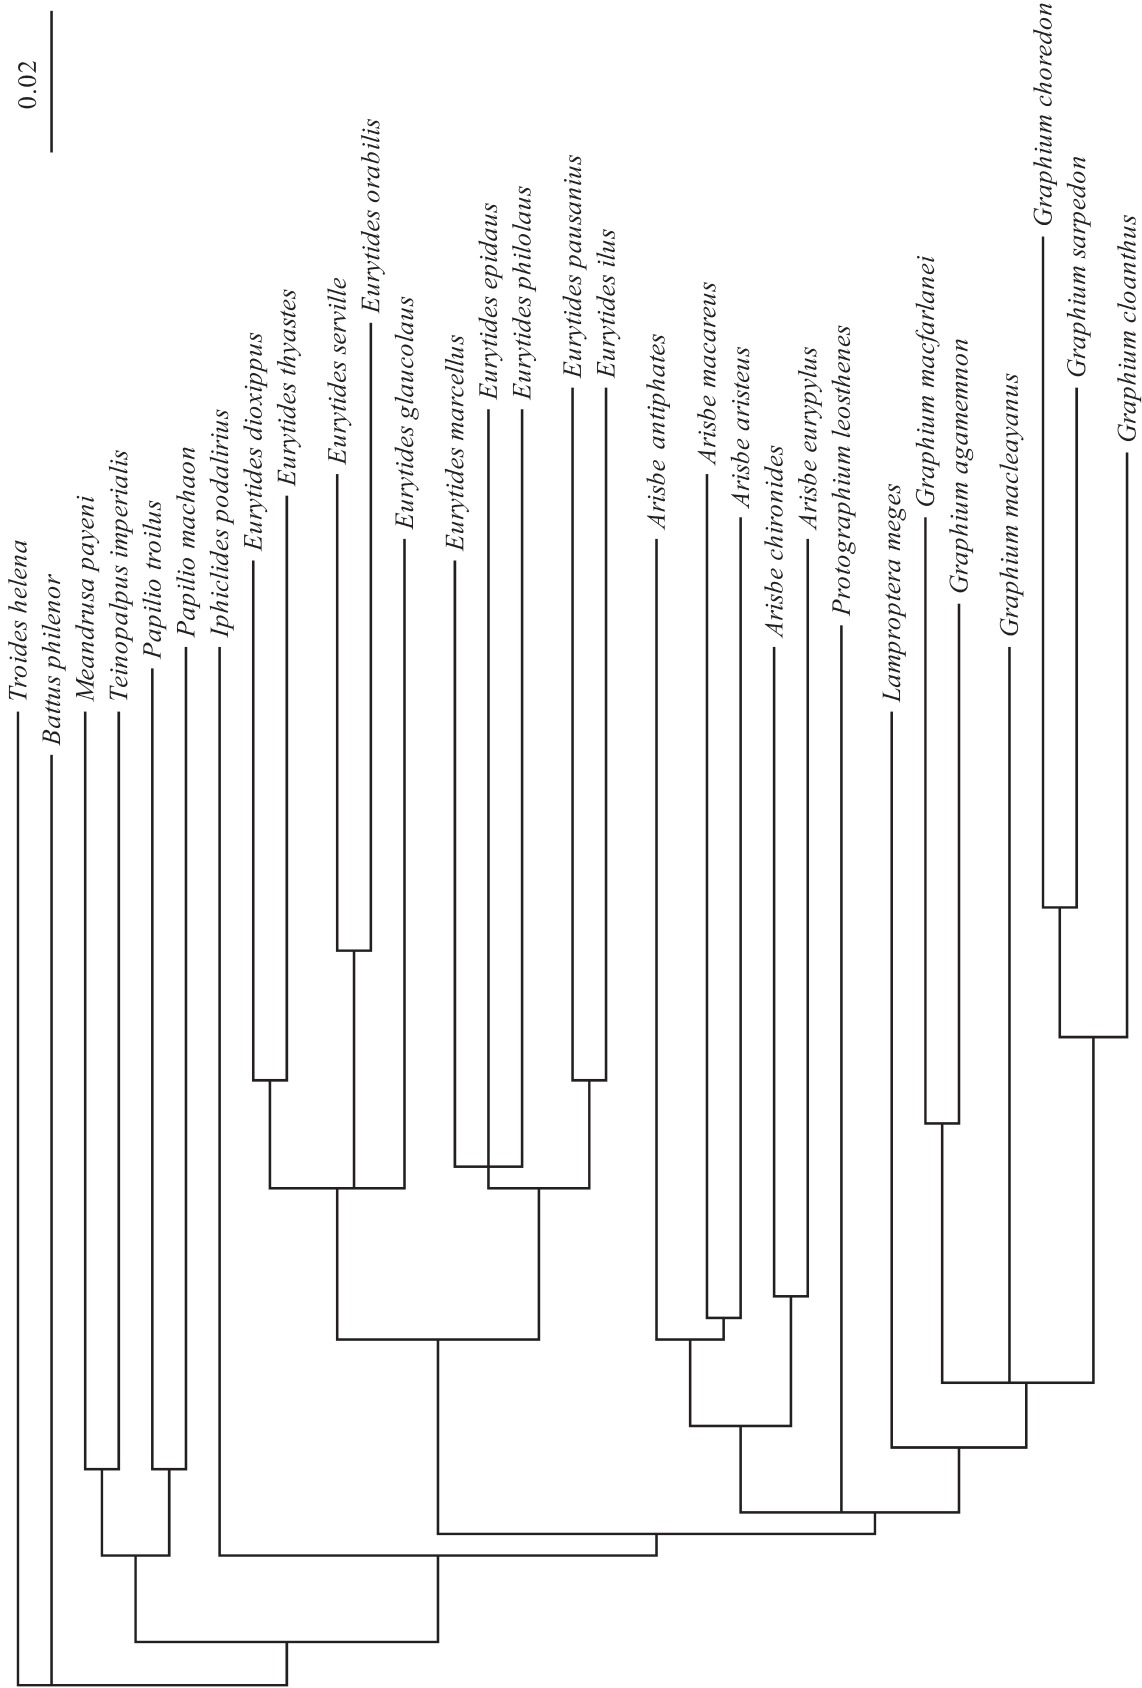 0.02
Troides helena
Battus philenor
Meandrusa payeni
Teinopalpus imperialis
Papilio troilus
Papilio machaon
Iphiclides podalirius
Eurytides dioxippus
Eurytides thyastes
Eurytides serville
Eurytides orabilis
Eurytides glaucolaus
Eurytides marcellus
Eurytides epidaus
Eurytides philolaus
Eurytides pausanius
Eurytides ilus
Arisbe antiphates
Arisbe macareus
Arisbe aristeus
Arisbe chironides
Arisbe eurypylus
Protographium leosthenes
Lamproptera meges
Graphium macfarlanei
Graphium agamemnon
Graphium macleayanus
Graphium choredon
Graphium sarpedon
Graphium cloanthus